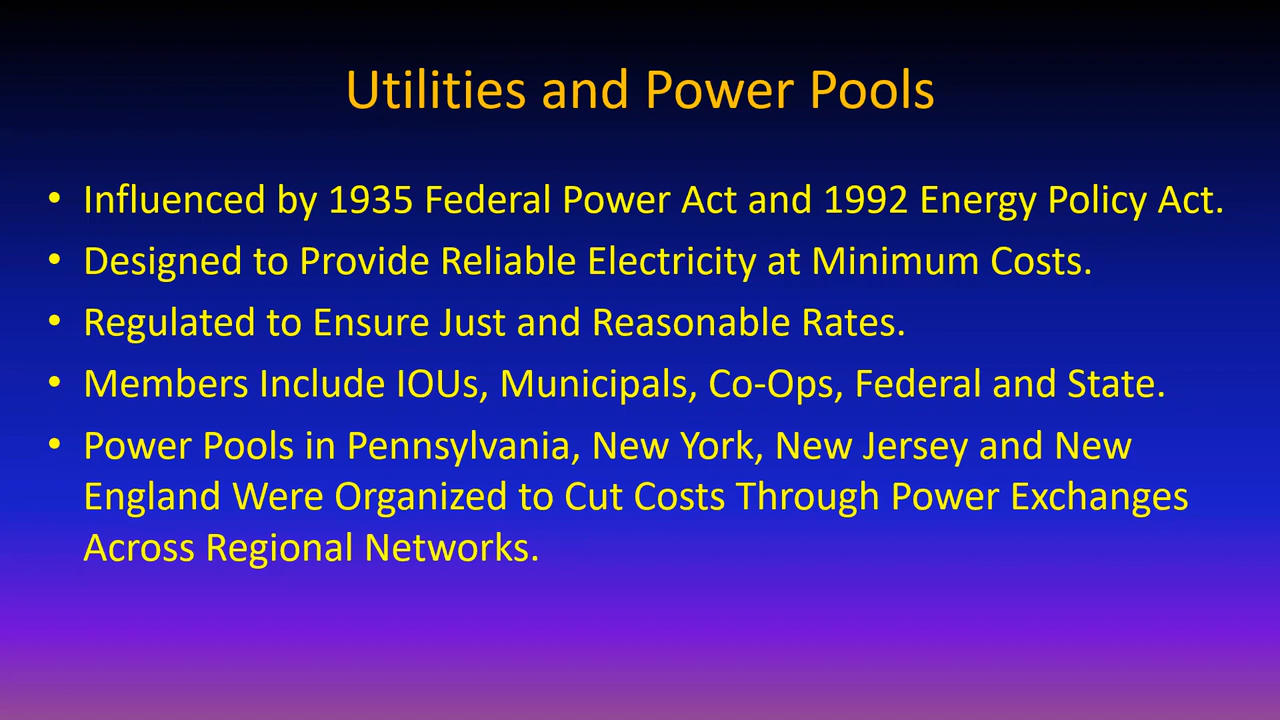 Utilities and Power Pools
• Influenced by 1935 Federal Power Act and 1992 Energy Policy Act.
• Designed to Provide Reliable Electricity at Minimum Costs.
• Regulated to Ensure Just and Reasonable Rates.
• Members Include IOUs, Municipals, Co-Ops, Federal and State.
• Power Pools in Pennsylvania, New York, New Jersey and New
England Were Organized to Cut Costs Through Power Exchanges
Across Regional Networks.